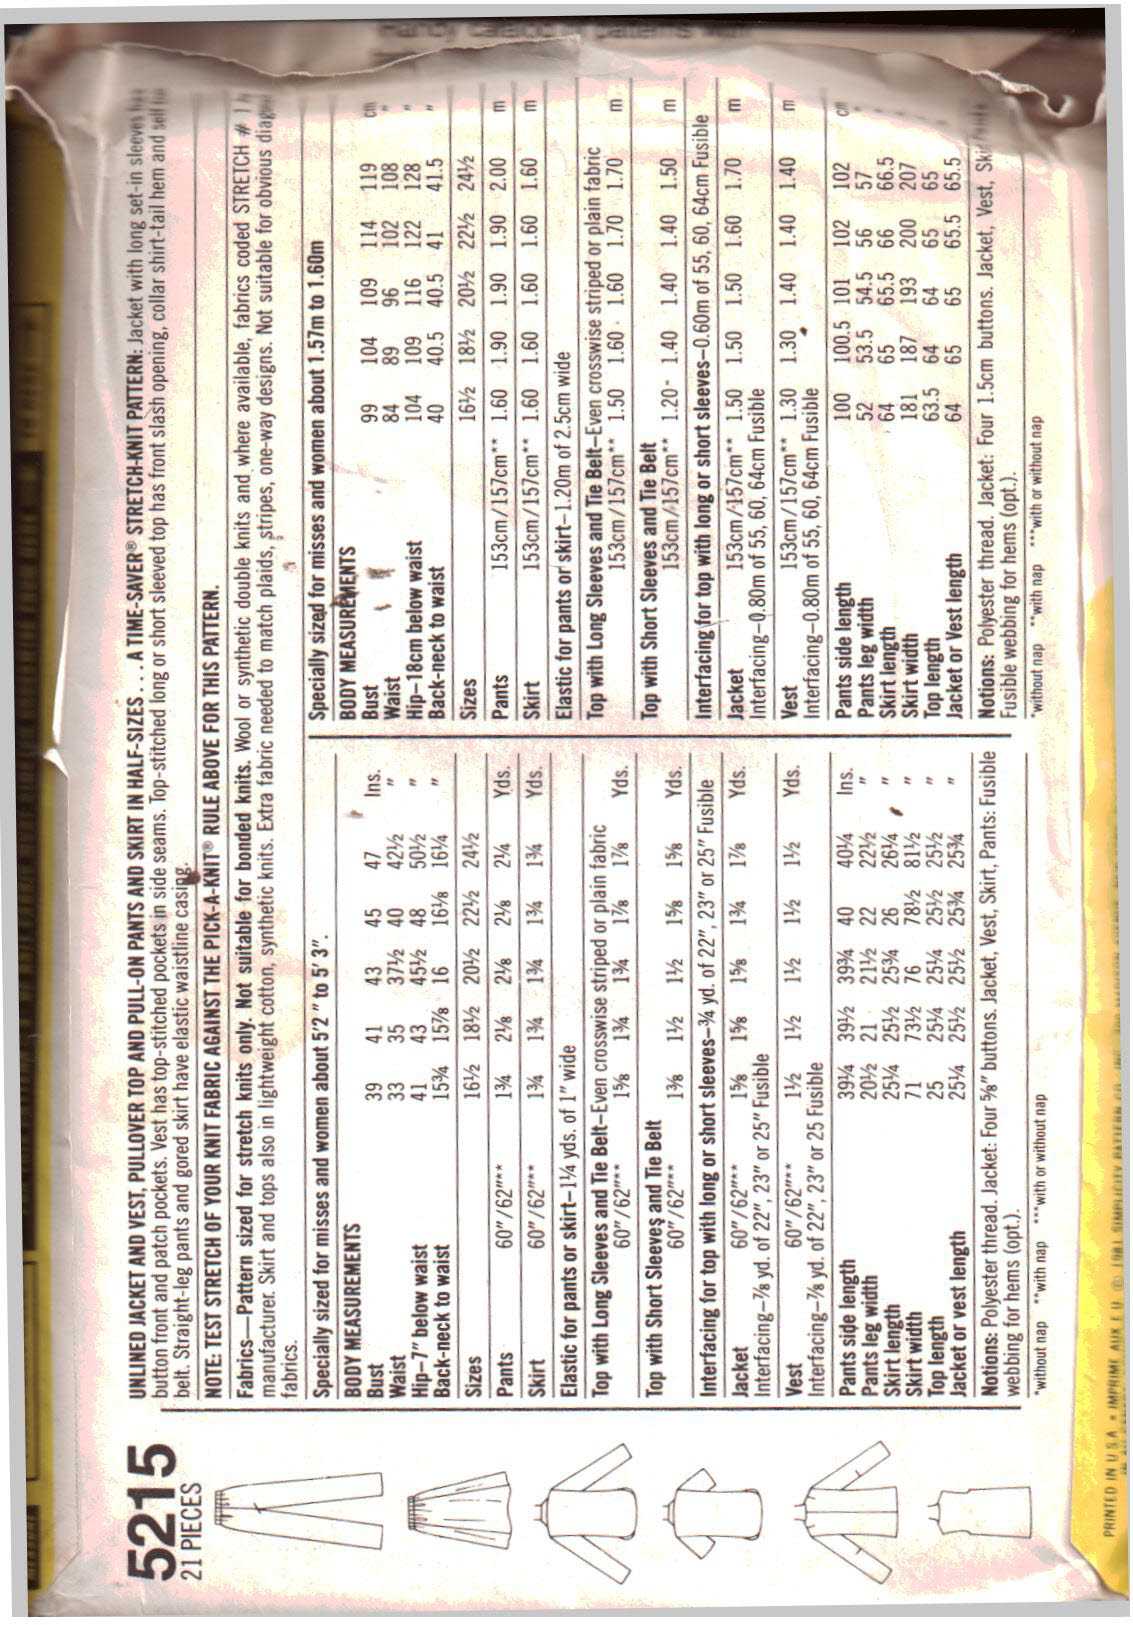 5215
21 PIECES
UNLINED JACKET AND VEST, PULLOVER TOP AND PULL-ON PANTS AND SKIRT IN HALF-SIZES . . . A TIME-SAVER® STRETCH-KNIT PATTERN: Jacket with long set-in sleeves has
button front and patch pockets. Vest has top-stitched pockets in side seams. Top-stitched long or short sleeved top has front slash opening, collar shirt-tail hem and self
belt. Straight-leg pants and gored skirt have elastic waistline casing.
NOTE: TEST STRETCH OF YOUR KNIT FABRIC AGAINST THE PICK-A-KNIT® RULE ABOVE FOR THIS PATTERN.
Fabrics—Pattern sized for stretch knits only. Not suitable for bonded knits. Wool or synthetic double knits and where available, fabrics coded STRETCH # 1
manufacturer. Skirt and tops also in lightweight cotton, synthetic knits. Extra fabric needed to match plaids, stripes, one-way designs. Not suitable for obvious
fabrics.
Specially sized for misses and women about 5'2" to 5'3".
BODY MEASUREMENTS
Bust 39 41 43 45 47 Ins.
Waist 33 35 37½ 40 42½ "
Hip–7" below waist 41 43 45½ 48 50½ "
Back-neck to waist 15¾ 15⅞ 16 16⅛ 16¼ "
Sizes 16½ 18½ 20½ 22½ 24½
Pants 60"/62"** 1¾ 2⅛ 2⅛ 2⅛ 2¼ Yds.
Skirt 60"/62"** 1¾ 1¾ 1¾ 1¾ 1¾ Yds.
Elastic for pants or skirt–1¼ yds. of 1" wide
Top with Long Sleeves and Tie Belt–Even crosswise striped or plain fabric
60"/62"** 1⅝ 1¾ 1¾ 1⅞ 1⅞ Yds.
Top with Short Sleeves and Tie Belt
60"/62"** 1⅜ 1½ 1½ 1⅝ 1⅝ Yds.
Interfacing for top with long or short sleeves–¾ yd. of 22", 23" or 25" Fusible
Jacket 60"/62"** 1⅝ 1⅝ 1⅝ 1¾ 1⅞ Yds.
Interfacing–⅞ yd. of 22", 23" or 25" Fusible
Vest 60"/62"** 1½ 1½ 1½ 1½ 1½ Yds.
Interfacing–⅞ yd. of 22", 23" or 25 Fusible
Pants side length 39¼ 39½ 39¾ 40 40¼ Ins.
Pants leg width 20½ 21 21½ 22 22½ "
Skirt length 25¼ 25½ 25¾ 26 26¼ "
Skirt width 71 73½ 76 78½ 81½ "
Top length 25 25¼ 25¼ 25½ 25½ "
Jacket or vest length 25¼ 25½ 25½ 25¾ 25¾ "
Notions: Polyester thread. Jacket: Four ⅝" buttons. Jacket, Vest, Skirt, Pants: Fusible
webbing for hems (opt.).
*without nap **with nap ***with or without nap
Specially sized for misses and women about 1.57m to 1.60m
BODY MEASUREMENTS
Bust 99 104 109 114 119 cm
Waist 84 89 96 102 108 "
Hip–18cm below waist 104 109 116 122 128 "
Back-neck to waist 40 40.5 40.5 41 41.5 "
Sizes 16½ 18½ 20½ 22½ 24½
Pants 153cm/157cm** 1.60 1.90 1.90 1.90 2.00 m
Skirt 153cm/157cm** 1.60 1.60 1.60 1.60 1.60 m
Elastic for pants or skirt–1.20m of 2.5cm wide
Top with Long Sleeves and Tie Belt–Even crosswise striped or plain fabric
153cm/157cm** 1.50 1.60 1.60 1.70 1.70 m
Top with Short Sleeves and Tie Belt
153cm/157cm** 1.20 1.40 1.40 1.40 1.50 m
Interfacing for top with long or short sleeves–0.60m of 55, 60, 64cm Fusible
Jacket 153cm/157cm** 1.50 1.50 1.50 1.60 1.70 m
Interfacing–0.80m of 55, 60, 64cm Fusible
Vest 153cm/157cm** 1.30 1.30 1.40 1.40 1.40 m
Interfacing–0.80m of 55, 60, 64cm Fusible
Pants side length 100 100.5 101 102 102 cm
Pants leg width 52 53.5 54.5 56 57 "
Skirt length 64 65 65.5 66 66.5
Skirt width 181 187 193 200 207
Top length 63.5 64 64 65 65
Jacket or Vest length 64 65 65 65.5 65.5
Notions: Polyester thread. Jacket: Four 1.5cm buttons. Jacket, Vest,
Fusible webbing for hems (opt.).
*without nap **with nap ***with or without nap
PRINTED IN U.S.A. • IMPRIME AUX E.U. © 1981 SIMPLICITY PATTERN CO. INC.